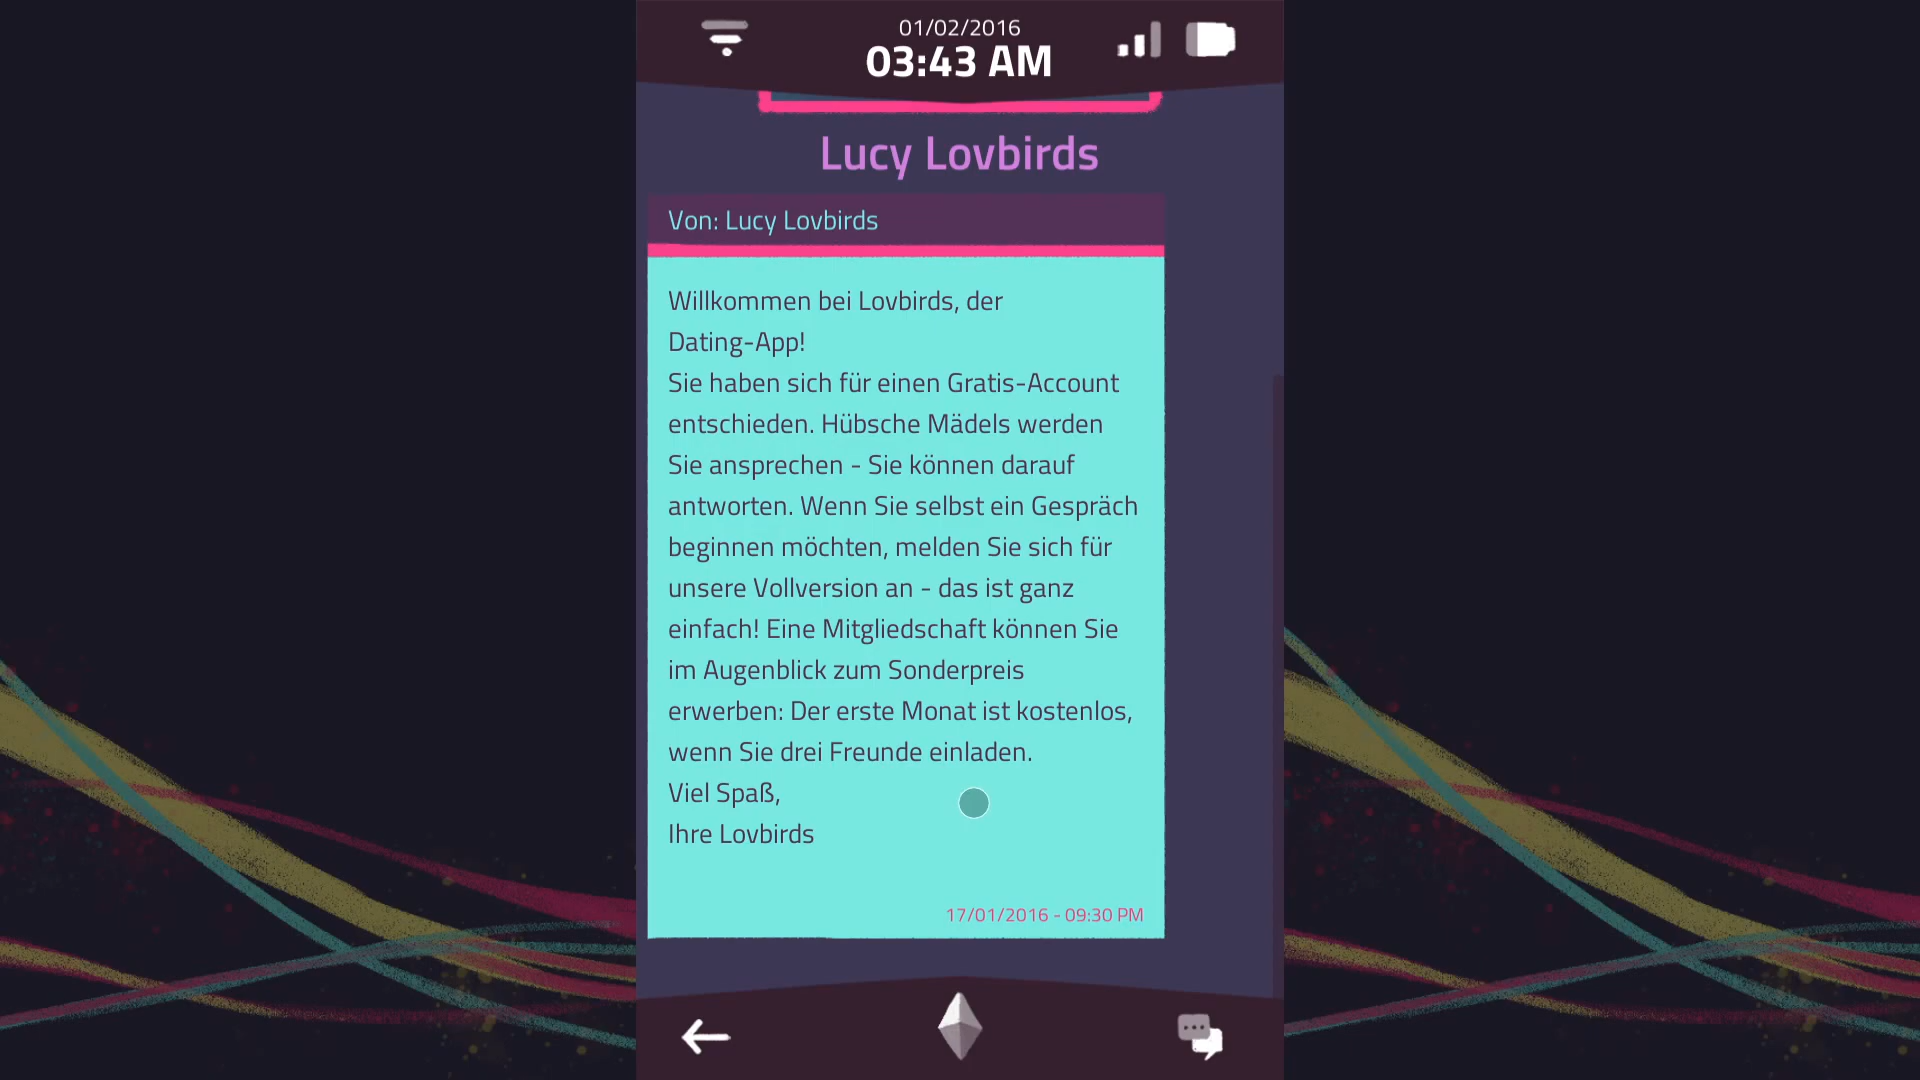 01/02/2016
03:43 AM
Lucy Lovbirds
Von: Lucy Lovbirds
Willkommen bei Lovbirds, der
Dating-App!
Sie haben sich für einen Gratis-Account
entschieden. Hübsche Mädels werden
Sie ansprechen - Sie können darauf
antworten. Wenn Sie selbst ein Gespräch
beginnen möchten, melden Sie sich für
unsere Vollversion an - das ist ganz
einfach! Eine Mitgliedschaft können Sie
im Augenblick zum Sonderpreis
erwerben: Der erste Monat ist kostenlos,
wenn Sie drei Freunde einladen.
Viel Spaß,
Ihre Lovbirds
17/01/2016 - 09:30 PM